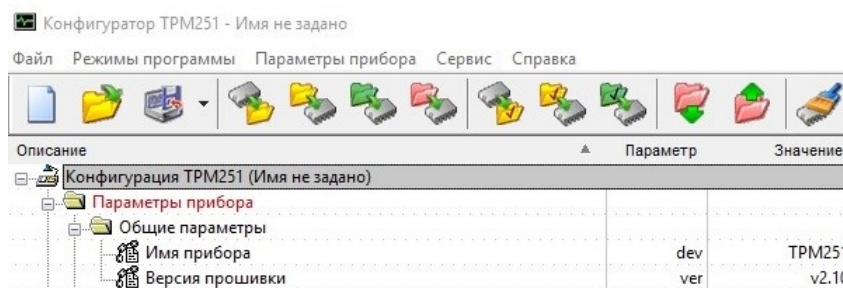 Конфигуратор ТРМ251 - Имя не задано
Файл Режимы программы Параметры прибора Сервис Справка
Описание Параметр Значение
Конфигурация ТРМ251 (Имя не задано)
Параметры прибора
Общие параметры
Имя прибора dev ТРМ251
Версия прошивки ver v2.10